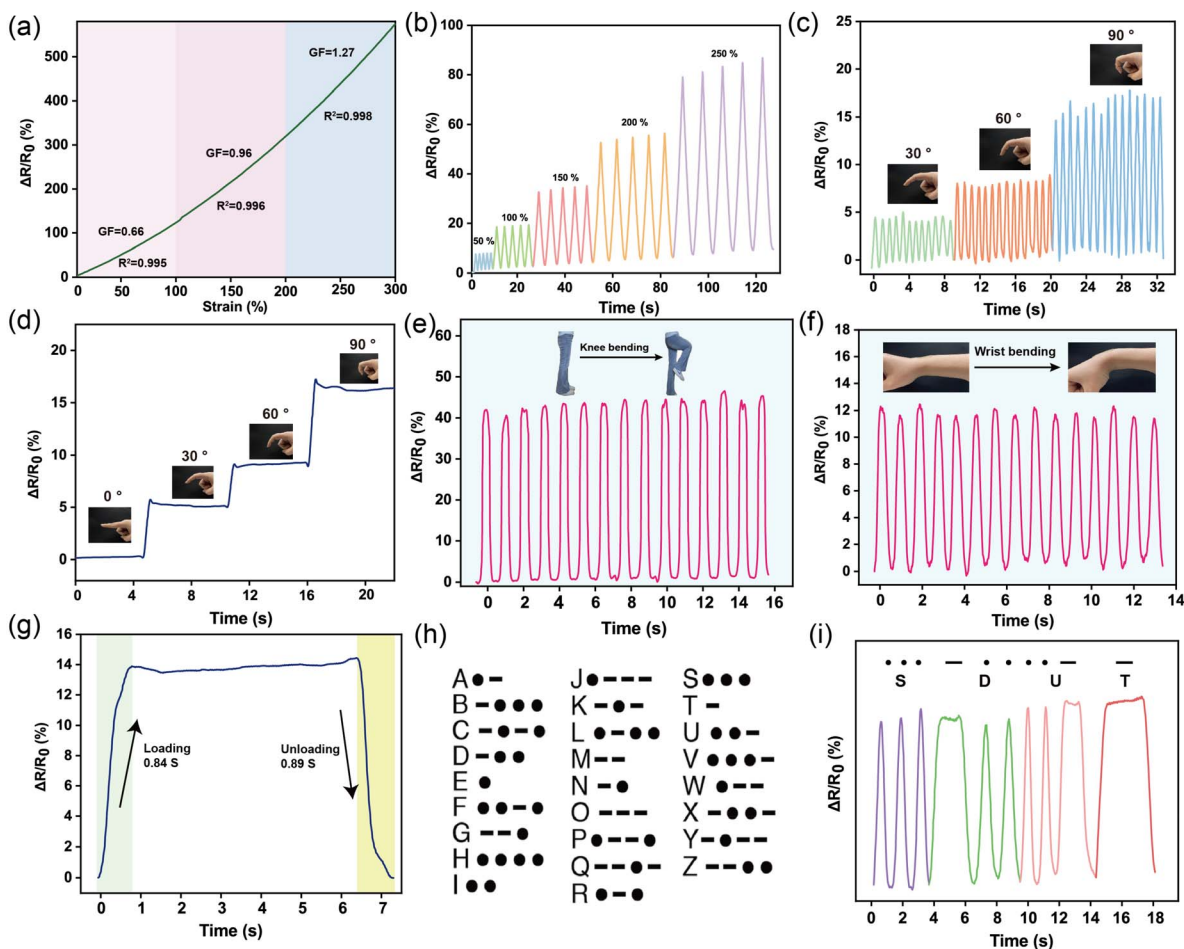 (a)
ΔR/R₀ (%)
500
400
300
200
100
0
GF=1.27
R²=0.998
GF=0.96
R²=0.996
GF=0.66
R²=0.995
0 50 100 150 200 250 300
Strain (%)
(b)
ΔR/R₀ (%)
100
80
60
40
20
0
50 %
100 %
150 %
200 %
250 %
20 40 60 80 100 120
Time (s)
(c)
ΔR/R₀ (%)
25
20
15
10
5
0
30 °
60 °
90 °
0 4 8 12 16 20 24 28 32
Time (s)
(d)
ΔR/R₀ (%)
20
15
10
5
0
0 °
30 °
60 °
90 °
0 4 8 12 16 20
Time (s)
(e)
ΔR/R₀ (%)
60
50
40
30
20
10
0
Knee bending
0 2 4 6 8 10 12 14 16
Time (s)
(f)
ΔR/R₀ (%)
18
16
14
12
12
8
6
4
2
0
Wrist bending
0 2 4 6 8 10 12 13 14
Time (s)
(g)
ΔR/R₀ (%)
16
14
12
10
8
6
4
2
0
Loading
0.84 S
Unloading
0.89 S
0 1 2 3 4 5 6 7
Time (s)
(h)
A ●–
B –●●●
C –●–●
D –●●
E ●
F ●●–●
G ––●
H ●●●●
I ●●
J ●–––
K –●–
L ●–●●
M ––
N –●
O –––
P ●––●
Q ––●–
R ●–●
S ●●●
T –
U ●●–
V ●●●–
W ●––
X –●●–
Y –●––
Z ––●●
(i)
ΔR/R₀ (%)
● ● ● — ● ● ● ● — —
S D U T
0 2 4 6 8 10 12 14 16 18
Time (s)